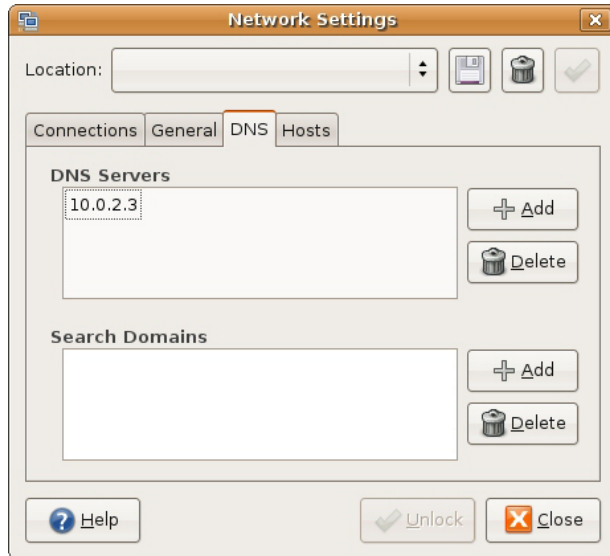 Network Settings
Location:
Connections General DNS Hosts
DNS Servers
10.0.2.3
Add
Delete
Search Domains
Add
Delete
Help Unlock Close